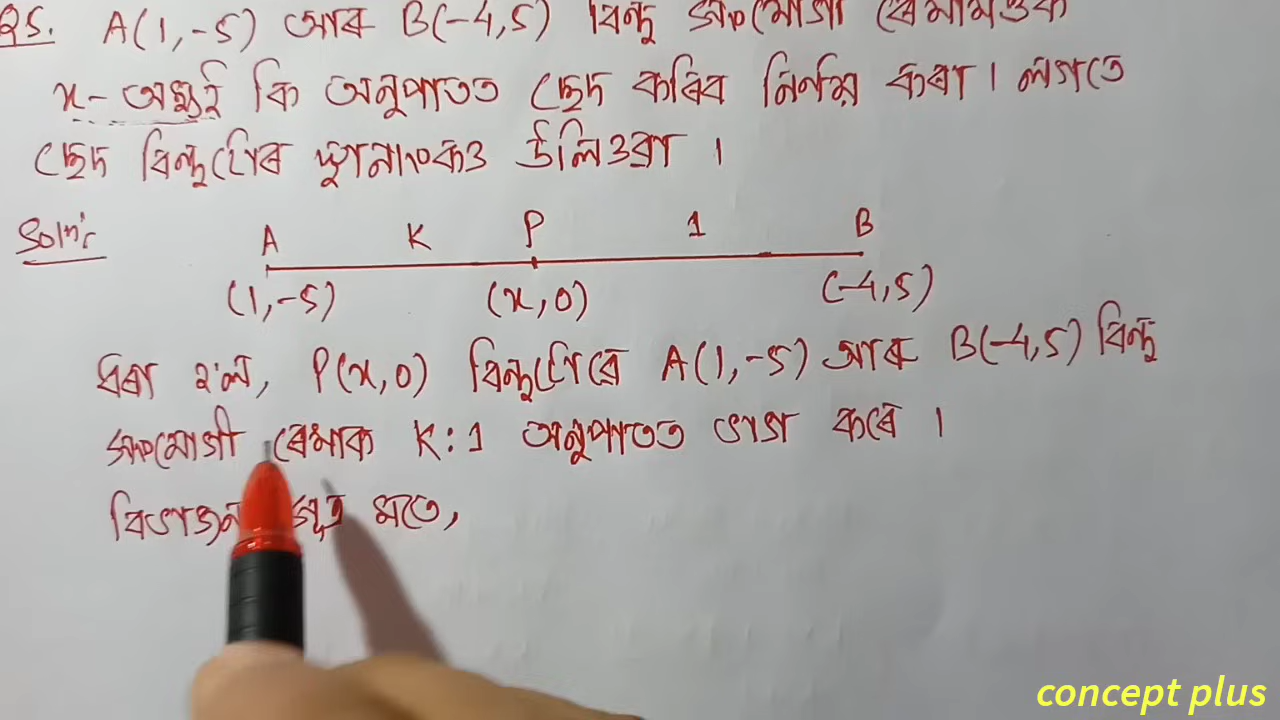 Q5. A(1,-5) আৰু B(-4,5) বিন্দু সংযোগী ৰেখাখণ্ডক
x-অক্ষই কি অনুপাতত ছেদ কৰিব নিৰ্ণয় কৰা। লগতে
ছেদ বিন্দুটোৰ স্থানাংকও উলিওৱা ।
Soln:
A K P 1 B
(1,-5) (x,0) (-4,5)
ধৰা হ'ল, P(x,0) বিন্দুটোৱে A(1,-5) আৰু B(-4,5) বিন্দু
সংযোগী ৰেখাক K:1 অনুপাতত ভাগ কৰে ।
বিভাজন সূত্ৰ মতে,
concept plus